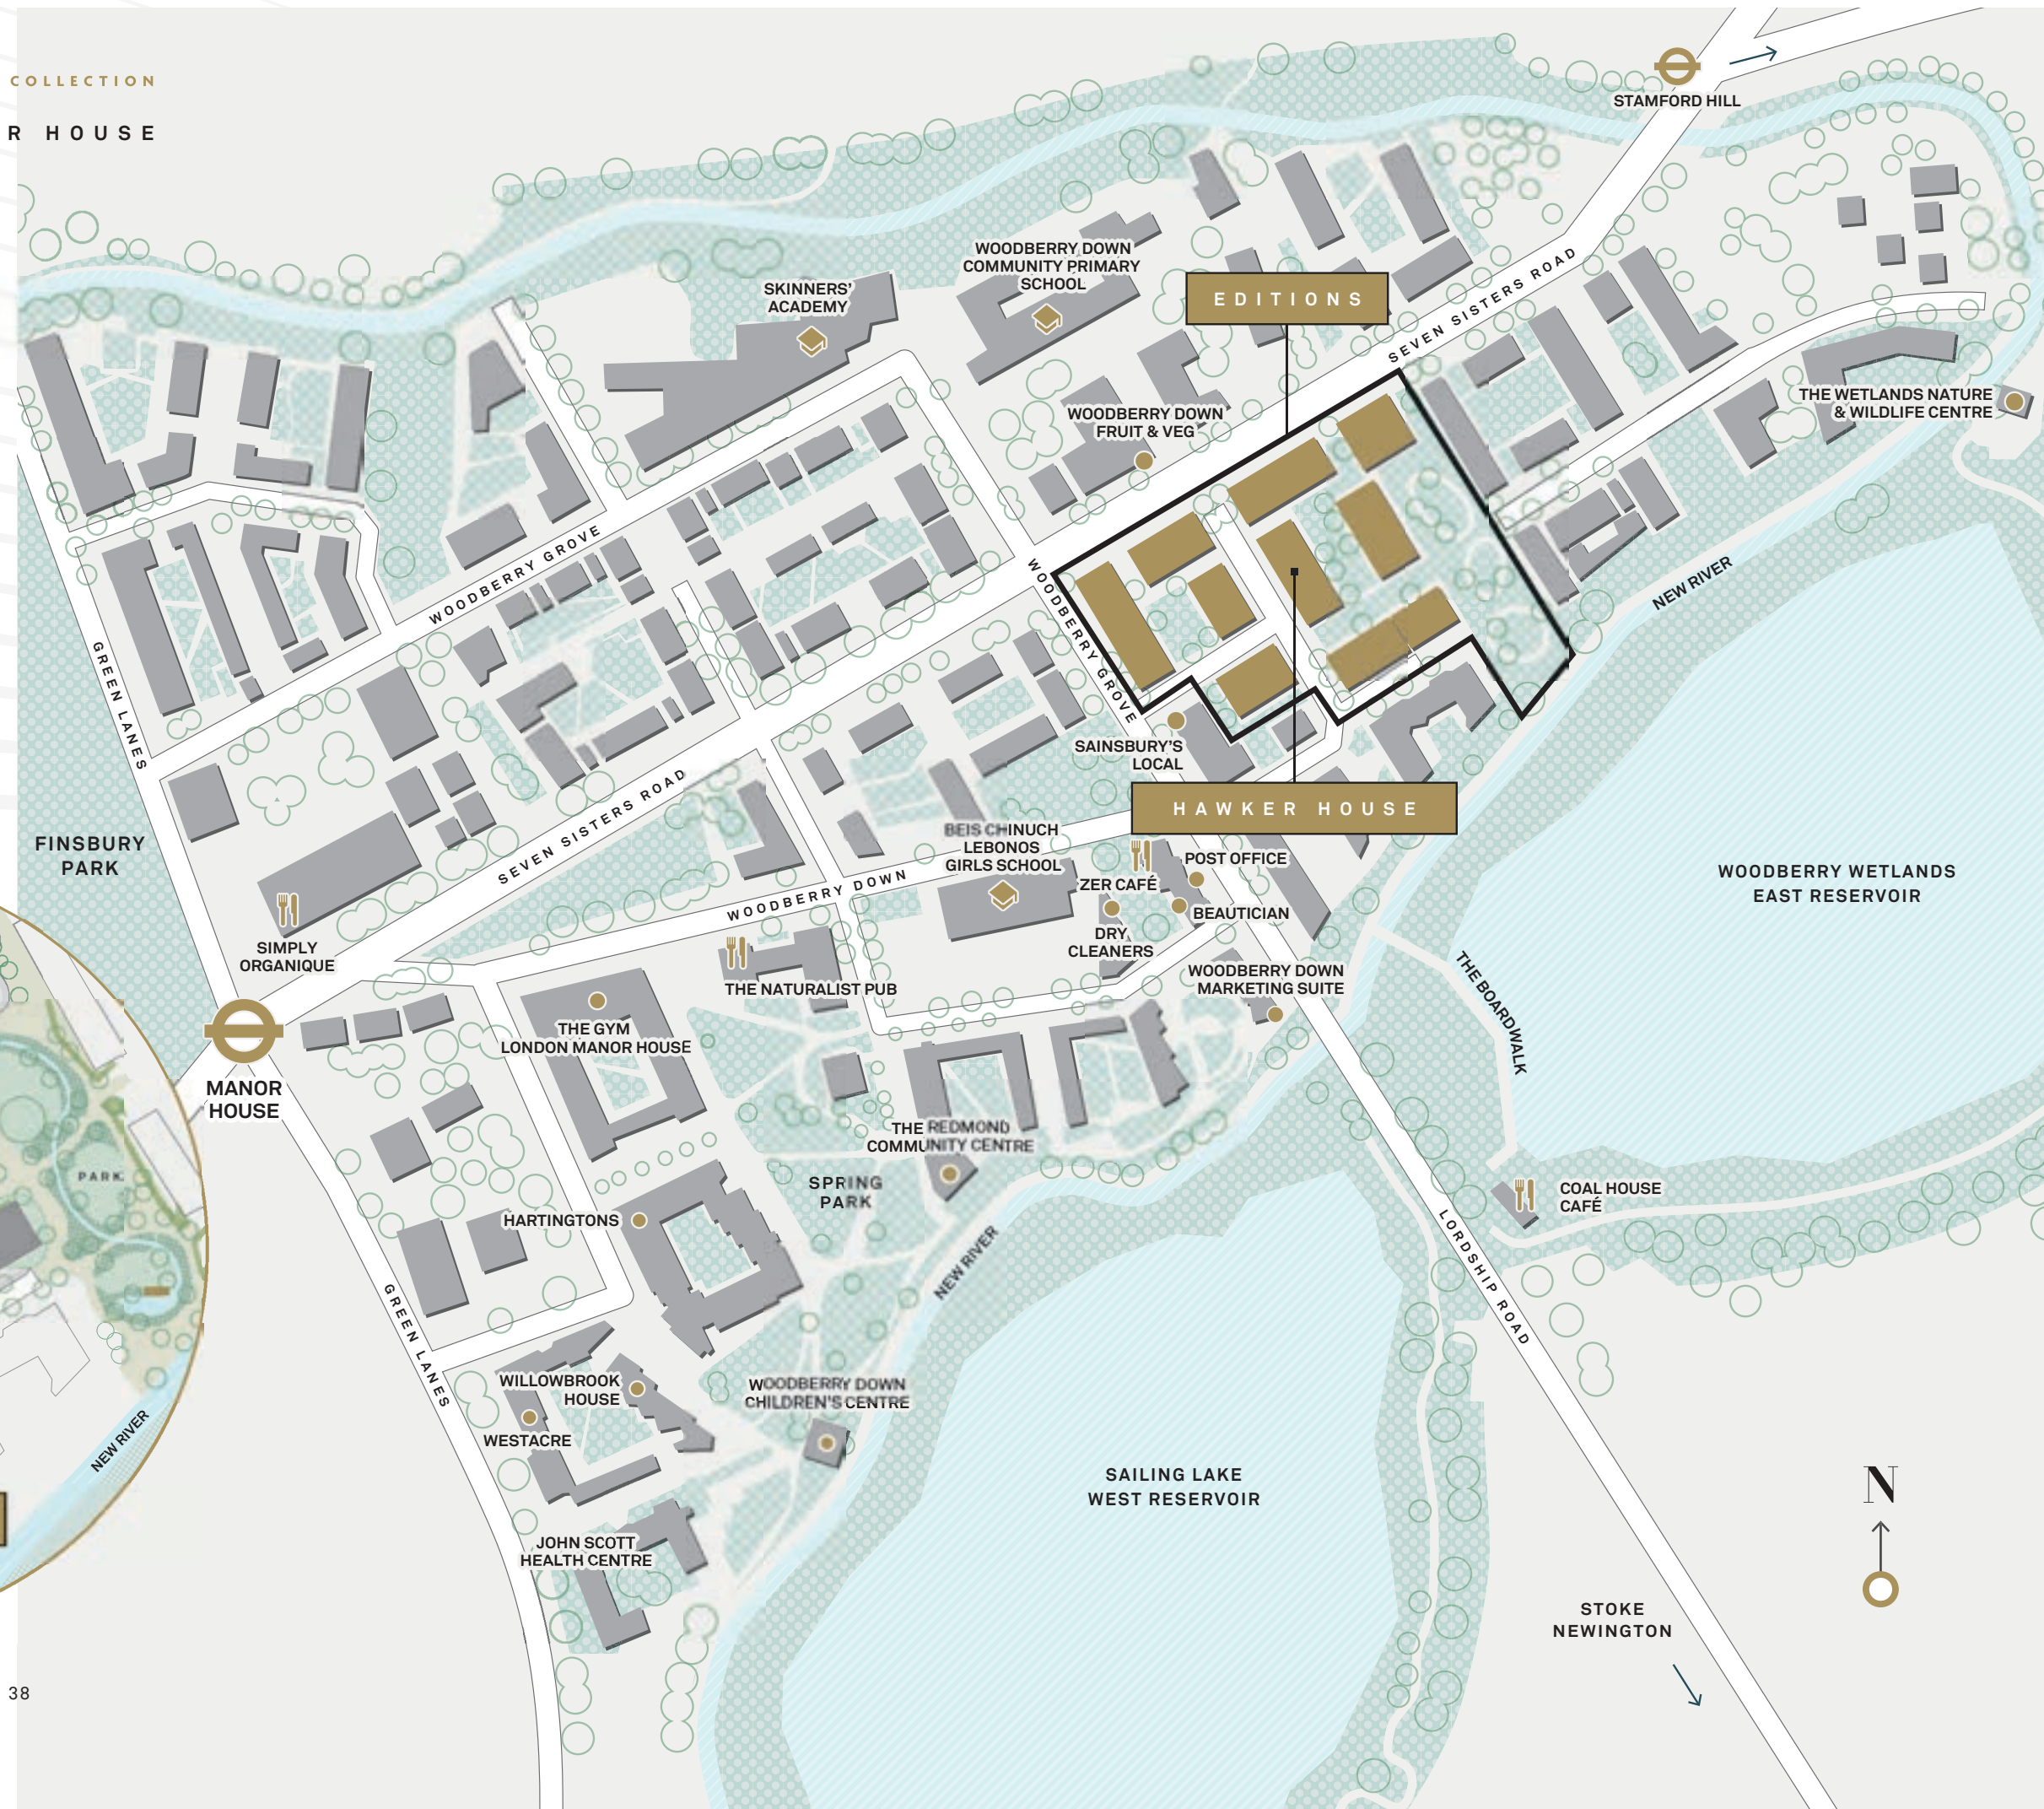 COLLECTION
R HOUSE
STAMFORD HILL
WOODBERRY DOWN
COMMUNITY PRIMARY
SCHOOL
SKINNERS'
ACADEMY
EDITIONS
SEVEN SISTERS ROAD
WOODBERRY DOWN
FRUIT & VEG
THE WETLANDS NATURE
& WILDLIFE CENTRE
WOODBERRY GROVE
WOODBERRY GROVE
NEW RIVER
GREEN LANES
SAINSBURY'S
LOCAL
HAWKER HOUSE
SEVEN SISTERS ROAD
FINSBURY
PARK
BEIS CHINUCH
LEBONOS
GIRLS SCHOOL
POST OFFICE
ZER CAFÉ
WOODBERRY DOWN
BEAUTICIAN
DRY
CLEANERS
WOODBERRY WETLANDS
EAST RESERVOIR
SIMPLY
ORGANIQUE
THE NATURALIST PUB
WOODBERRY DOWN
MARKETING SUITE
THE BOARDWALK
THE GYM
LONDON MANOR HOUSE
MANOR
HOUSE
THE REDMOND
COMMUNITY CENTRE
PARK
SPRING
PARK
COAL HOUSE
CAFÉ
HARTINGTONS
NEW RIVER
LORDSHIP ROAD
GREEN LANES
WILLOWBROOK
HOUSE
WOODBERRY DOWN
CHILDREN'S CENTRE
WESTACRE
NEW RIVER
SAILING LAKE
WEST RESERVOIR
N
JOHN SCOTT
HEALTH CENTRE
STOKE
NEWINGTON
38